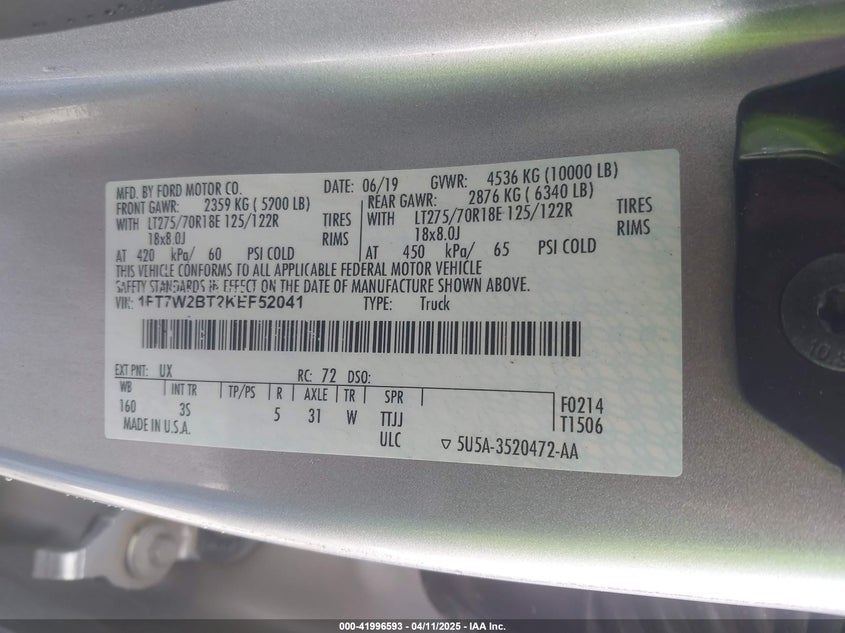 MFD. BY FORD MOTOR CO. DATE: 06/19 GVWR: 4536 KG (10000 LB)
FRONT GAWR: 2359 KG ( 5200 LB) REAR GAWR: 2876 KG ( 6340 LB)
WITH LT275/70R18E 125/122R TIRES WITH LT275/70R18E 125/122R TIRES
18x8.0J RIMS 18x8.0J RIMS
AT 420 kPa/ 60 PSI COLD AT 450 kPa/ 65 PSI COLD
THIS VEHICLE CONFORMS TO ALL APPLICABLE FEDERAL MOTOR VEHICLE
SAFETY STANDARDS IN EFFECT ON THE DATE OF MANUFACTURE SHOWN ABOVE.
VIN: 1FT7W2BT2KEF52041 TYPE: Truck
EXT PNT: UX RC: 72 DSO:
WB INT TR TP/PS R AXLE TR SPR
160 3S 5 31 W TTJJ F0214
MADE IN U.S.A. ULC T1506
5U5A-3520472-AA
000-41996593 / 04/11/2025 - IAA Inc.